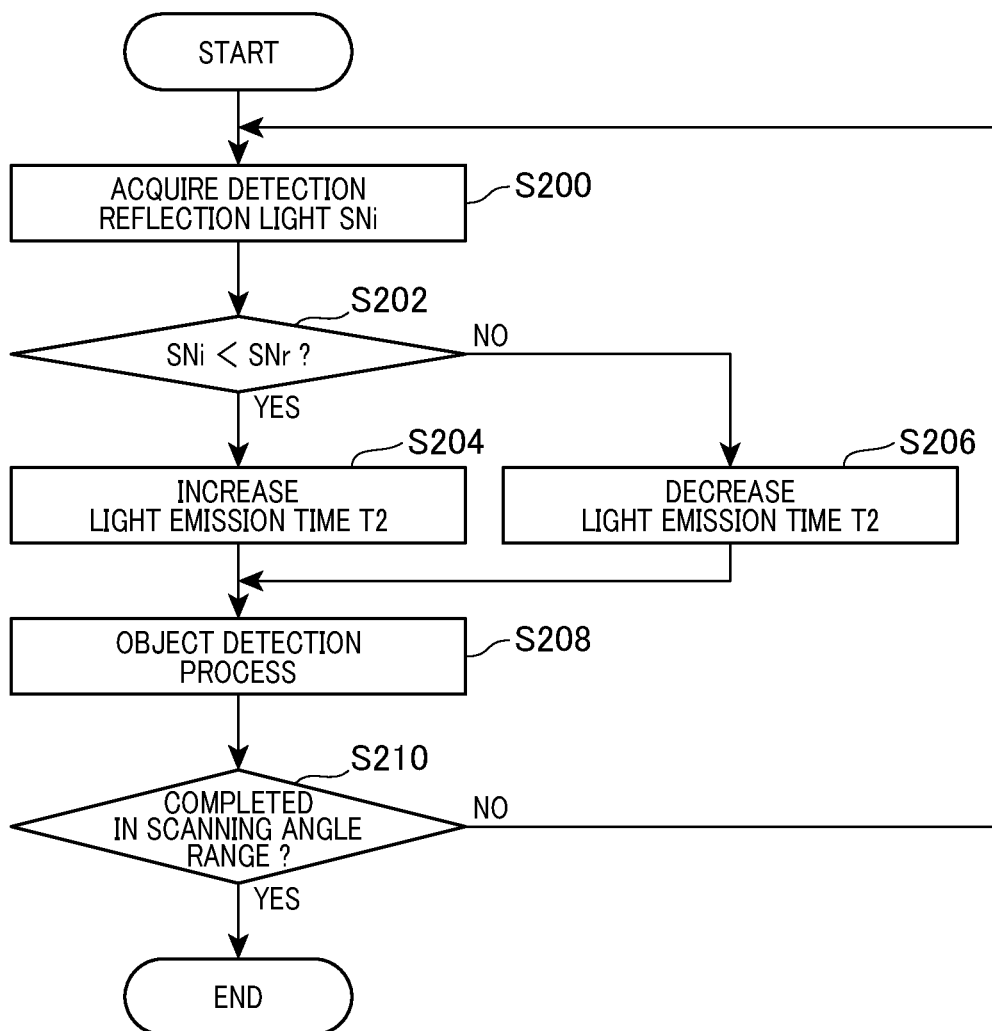 START
ACQUIRE DETECTION
REFLECTION LIGHT SNi
S200
S202
SNi < SNr ?
NO
YES
S204
INCREASE
LIGHT EMISSION TIME T2
S206
DECREASE
LIGHT EMISSION TIME T2
OBJECT DETECTION
PROCESS
S208
S210
COMPLETED
IN SCANNING ANGLE
RANGE ?
NO
YES
END